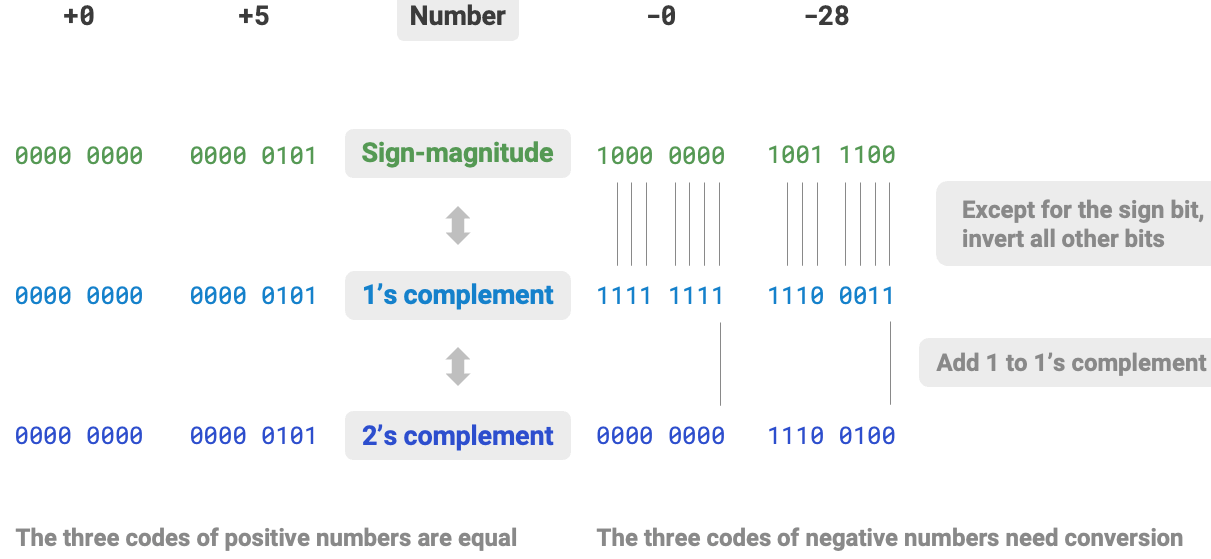 +0 +5 Number -0 -28
0000 0000 0000 0101 Sign-magnitude 1000 0000 1001 1100
Except for the sign bit,
invert all other bits
0000 0000 0000 0101 1's complement 1111 1111 1110 0011
Add 1 to 1's complement
0000 0000 0000 0101 2's complement 0000 0000 1110 0100
The three codes of positive numbers are equal The three codes of negative numbers need conversion